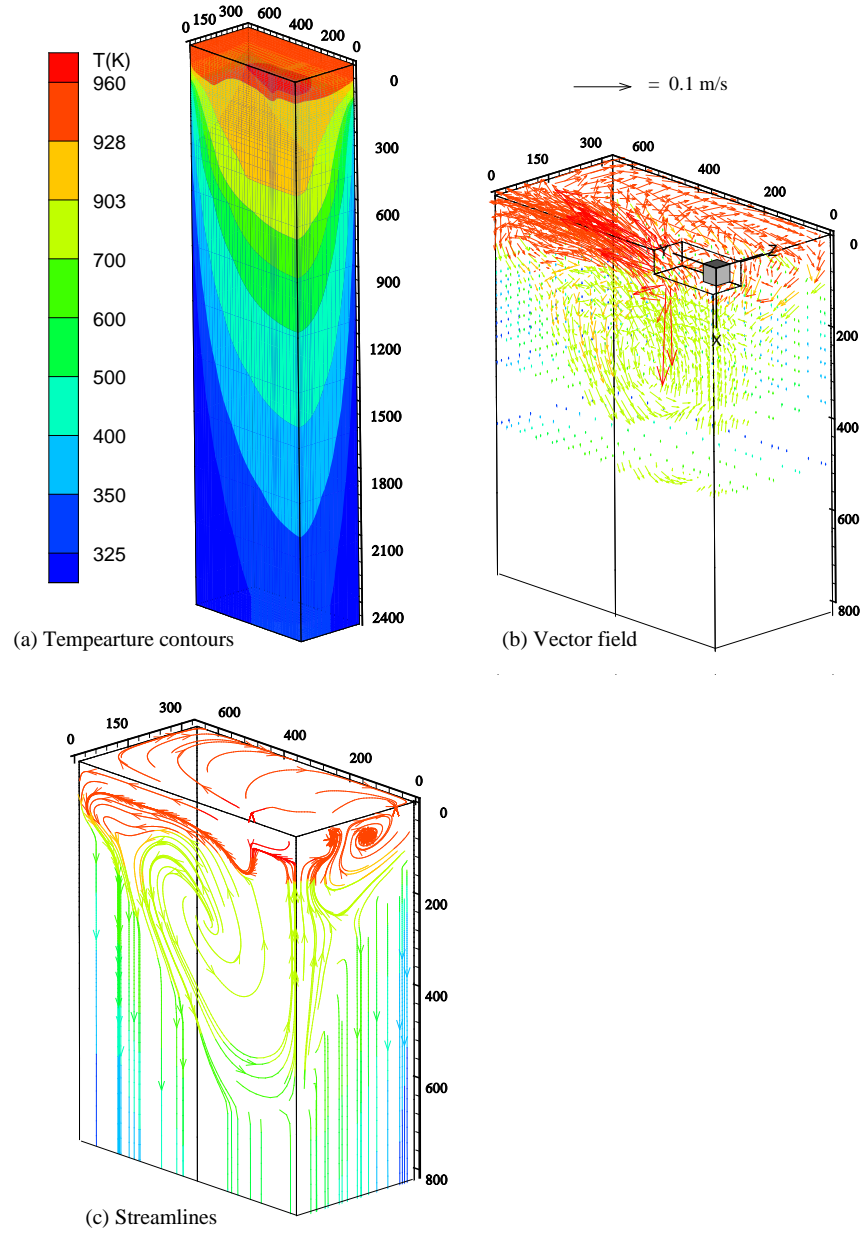 0 150 300 600 400 200 0
T(K)
960
928
903
700
600
500
400
350
325
0
300
600
900
1200
1500
1800
2100
2400
(a) Tempearture contours
= 0.1 m/s
0 150 300 600 400 200 0
Y
Z
X
0
200
400
600
800
(b) Vector field
0 150 300 600 400 200 0
0
200
400
600
800
(c) Streamlines